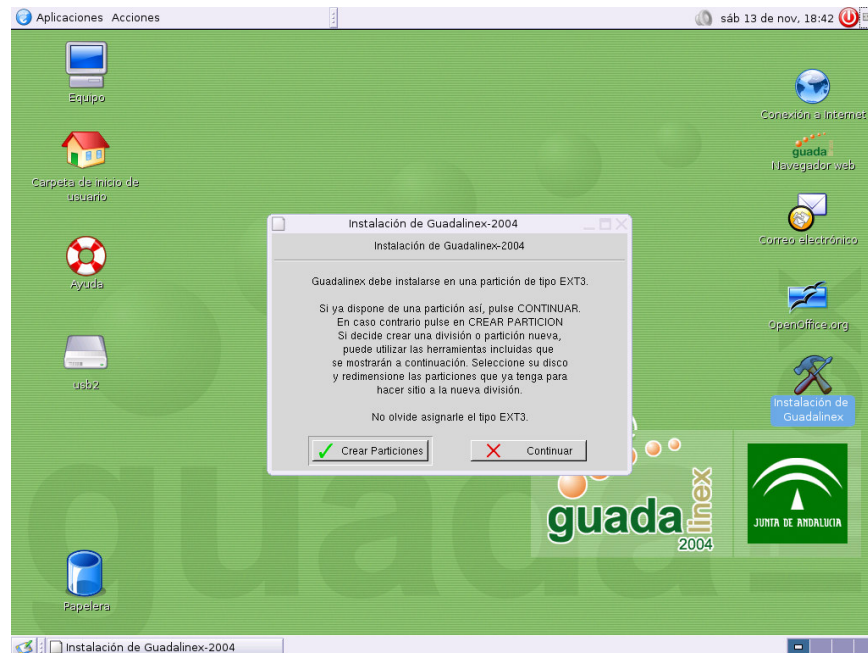 Aplicaciones Acciones
sáb 13 de nov, 18:42
Equipo
Carpeta de inicio de
usuario
Ayuda
usb2
Papelera
Conexión a Internet
guada
Navegador web
Correo electrónico
OpenOffice.org
Instalación de
Guadalinex
Instalación de Guadalinex-2004
Instalación de Guadalinex-2004
Guadalinex debe instalarse en una partición de tipo EXT3.
Si ya dispone de una partición así, pulse CONTINUAR.
En caso contrario pulse en CREAR PARTICION
Si decide crear una división o partición nueva,
puede utilizar las herramientas incluidas que
se mostrarán a continuación. Seleccione su disco
y redimensione las particiones que ya tenga para
hacer sitio a la nueva división.
No olvide asignarle el tipo EXT3.
Crear Particiones
Continuar
guada
linex
2004
JUNTA DE ANDALUCIA
guada
Instalación de Guadalinex-2004